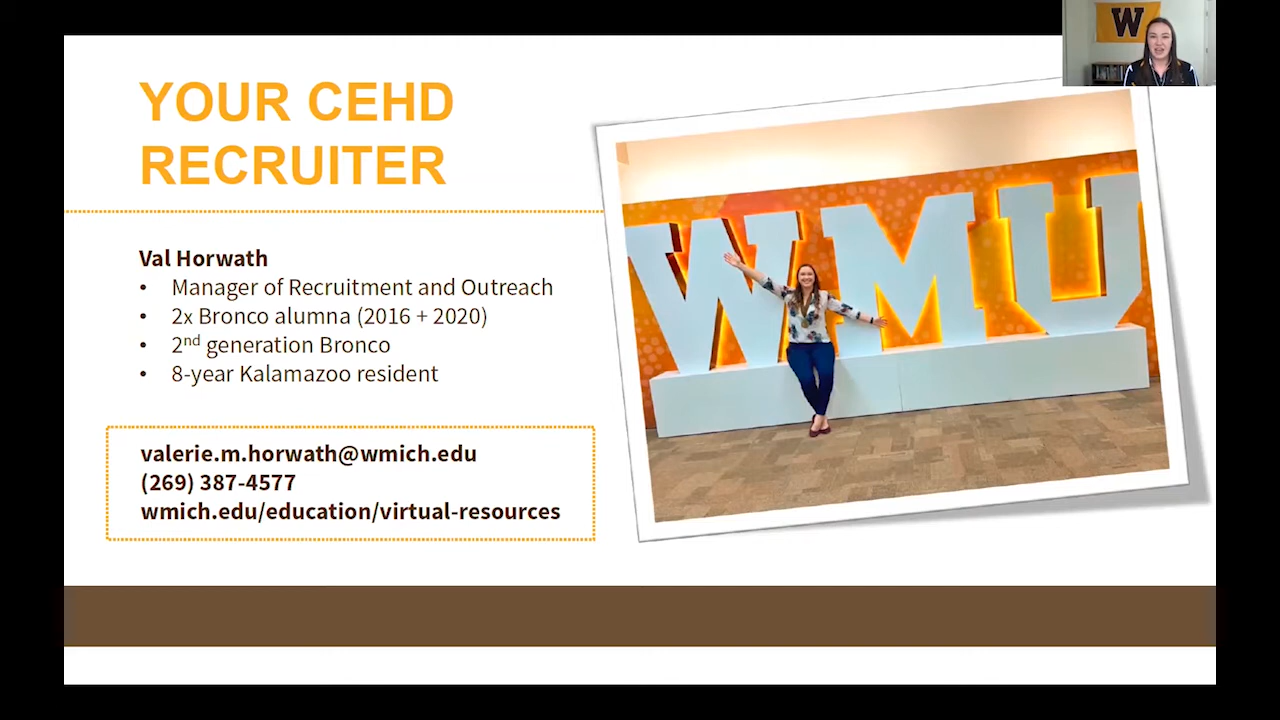 YOUR CEHD
RECRUITER
Val Horwath
• Manager of Recruitment and Outreach
• 2x Bronco alumna (2016 + 2020)
• 2nd generation Bronco
• 8-year Kalamazoo resident
valerie.m.horwath@wmich.edu
(269) 387-4577
wmich.edu/education/virtual-resources
WMU
W